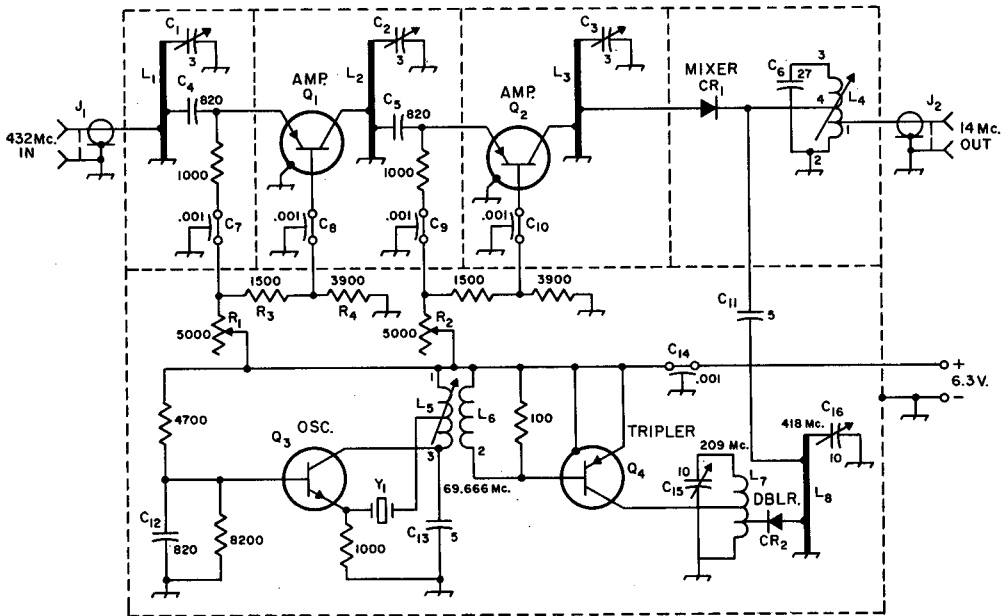 C1
3
L1
C4
820
J1
432 Mc.
IN
1000
.001
C7
AMP.
Q1
.001
C8
C2
3
L2
C5
820
1000
.001
C9
AMP.
Q2
.001
C10
C3
3
L3
MIXER
CR1
C6
27
3
4
L4
1
2
J2
14 Mc.
OUT
1500
R3
3900
R4
1500
3900
R1
5000
R2
5000
C11
5
C14
.001
+
6.3 V.
−
4700
Q3
OSC.
1
L5
L6
3
2
69.666 Mc.
100
TRIPLER
Q4
209 Mc.
418 Mc.
C16
10
10
C15
L7
DBLR.
CR2
L8
C12
820
8200
Y1
1000
C13
5